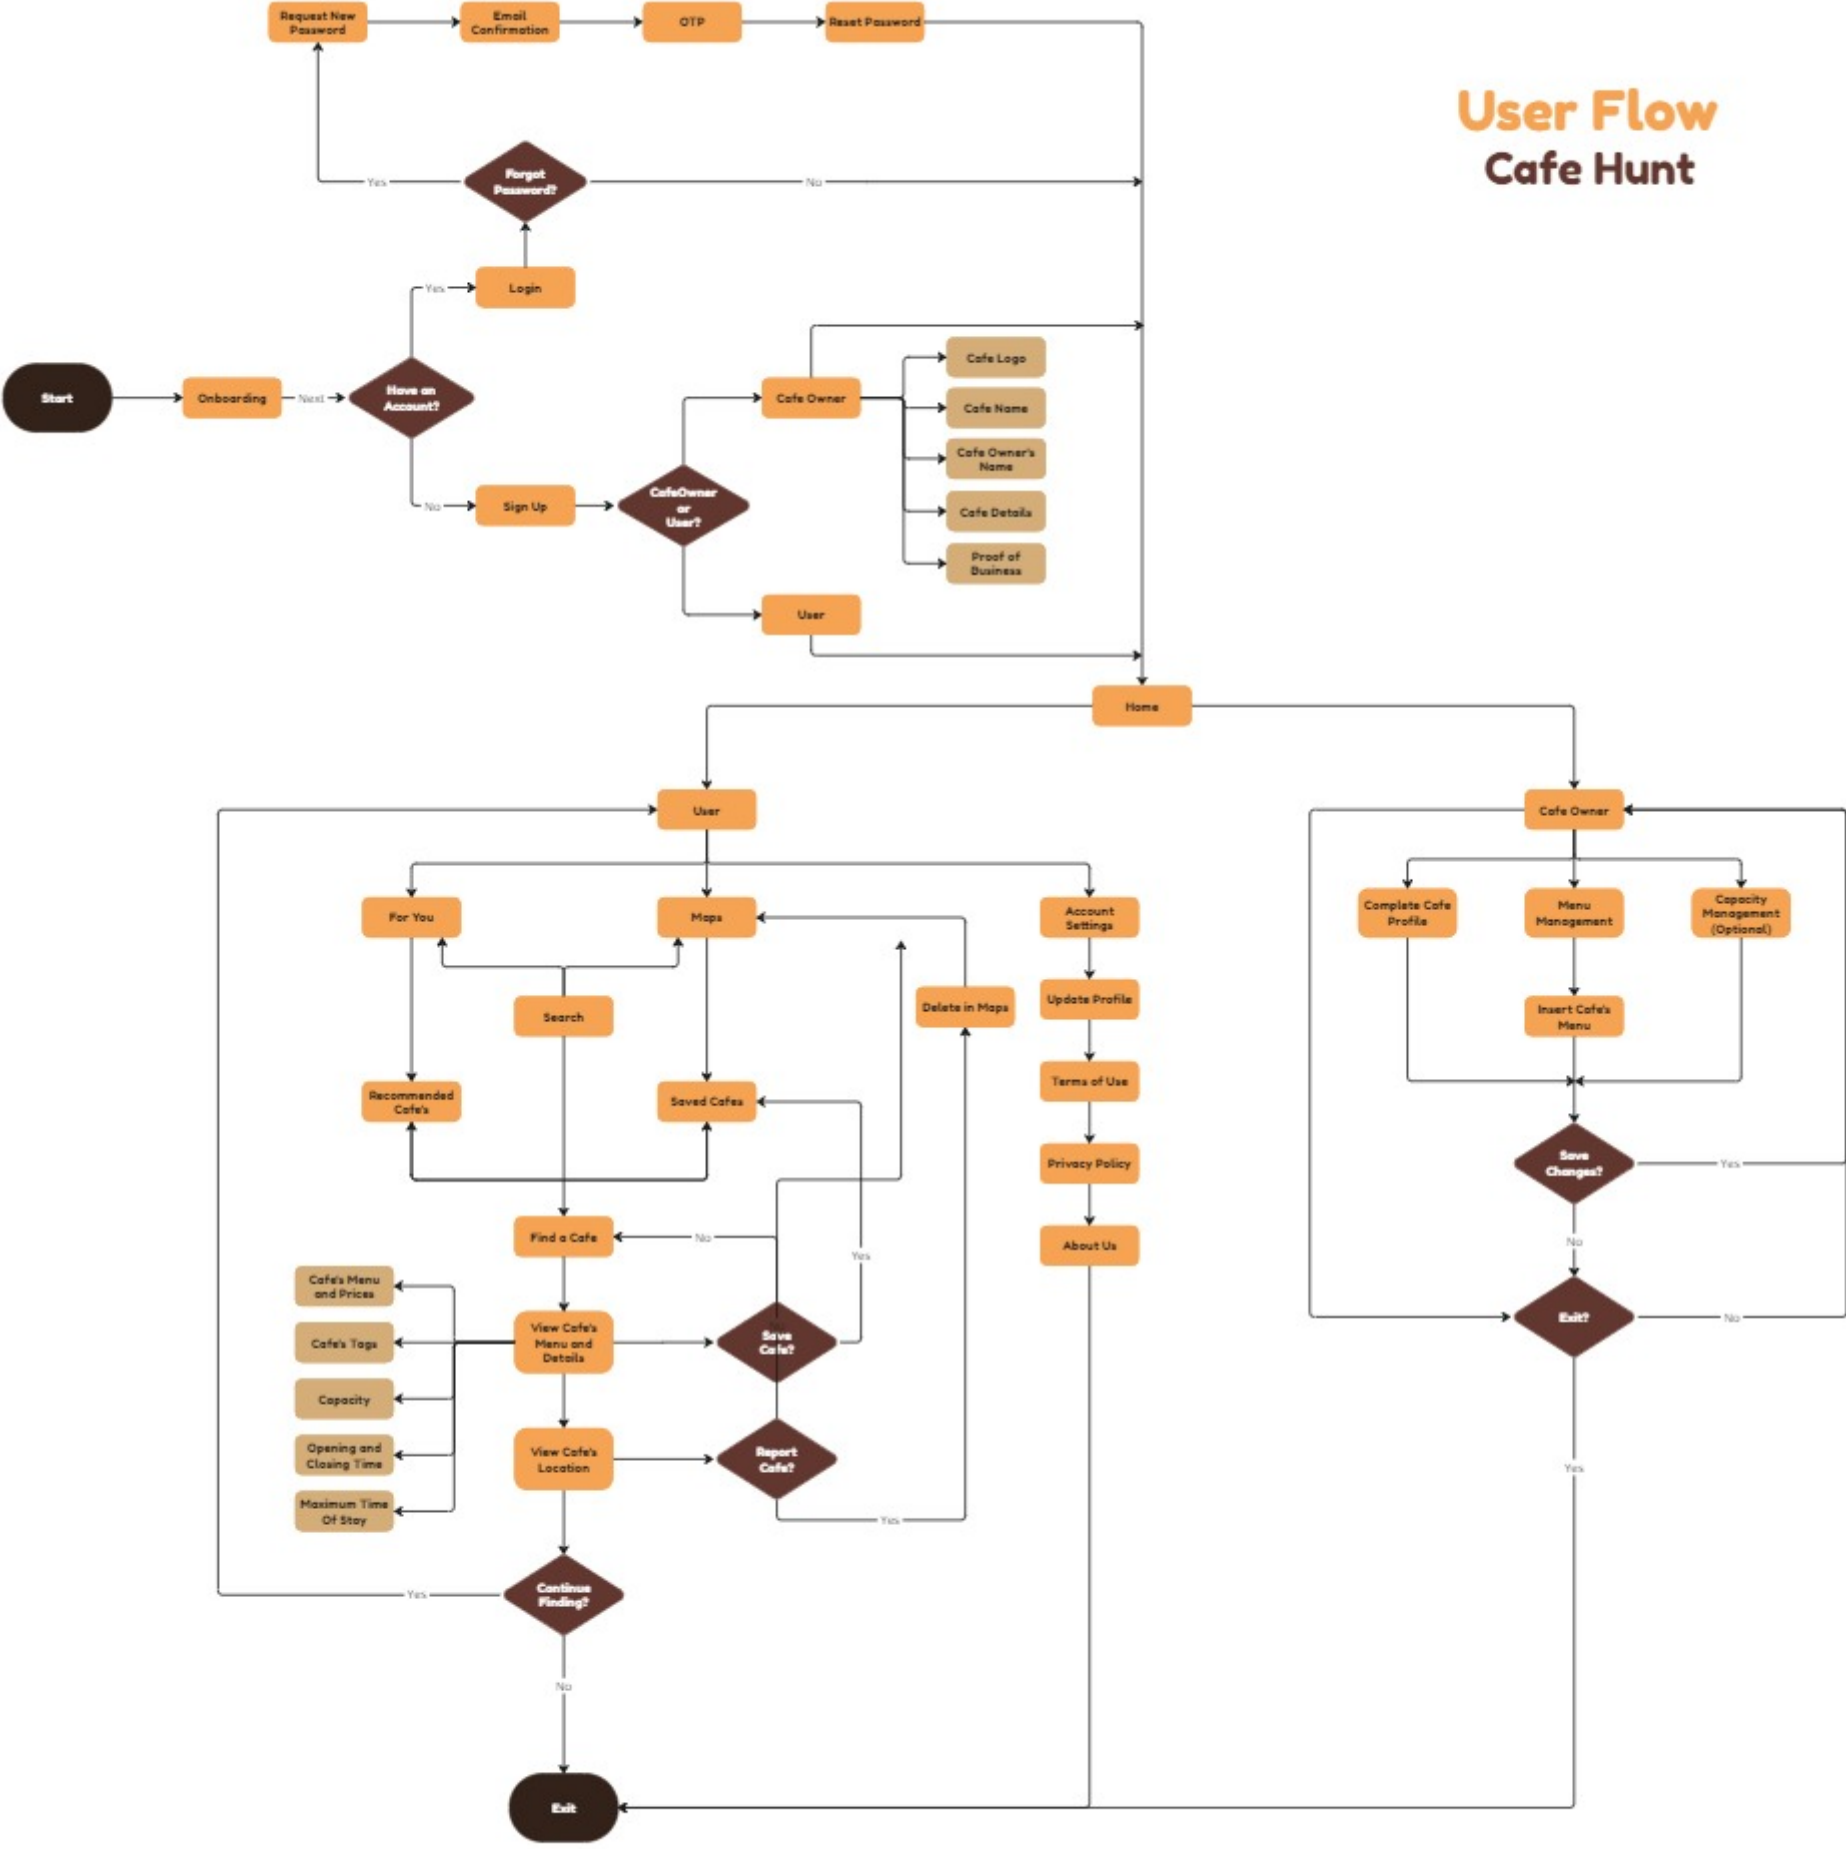 Request New
Password
Email
Confirmation
OTP
Reset Password
User Flow
Cafe Hunt
Forgot
Password?
Yes
No
Login
Yes
Start
Onboarding
Next
Have an
Account?
No
Sign Up
CafeOwner
or
User?
Cafe Owner
Cafe Logo
Cafe Name
Cafe Owner's
Name
Cafe Details
Proof of
Business
User
Home
User
Cafe Owner
For You
Maps
Account
Settings
Complete Cafe
Profile
Menu
Management
Capacity
Management
(Optional)
Search
Delete in Maps
Update Profile
Insert Cafe's
Menu
Recommended
Cafe's
Saved Cafes
Terms of Use
Privacy Policy
Save
Changes?
Yes
No
Find a Cafe
No
Yes
About Us
Cafe's Menu
and Prices
Cafe's Tags
Capacity
Opening and
Closing Time
Maximum Time
Of Stay
View Cafe's
Menu and
Details
Save
Cafe?
Exit?
No
View Cafe's
Location
Report
Cafe?
Yes
Yes
Continue
Finding?
Yes
No
Exit